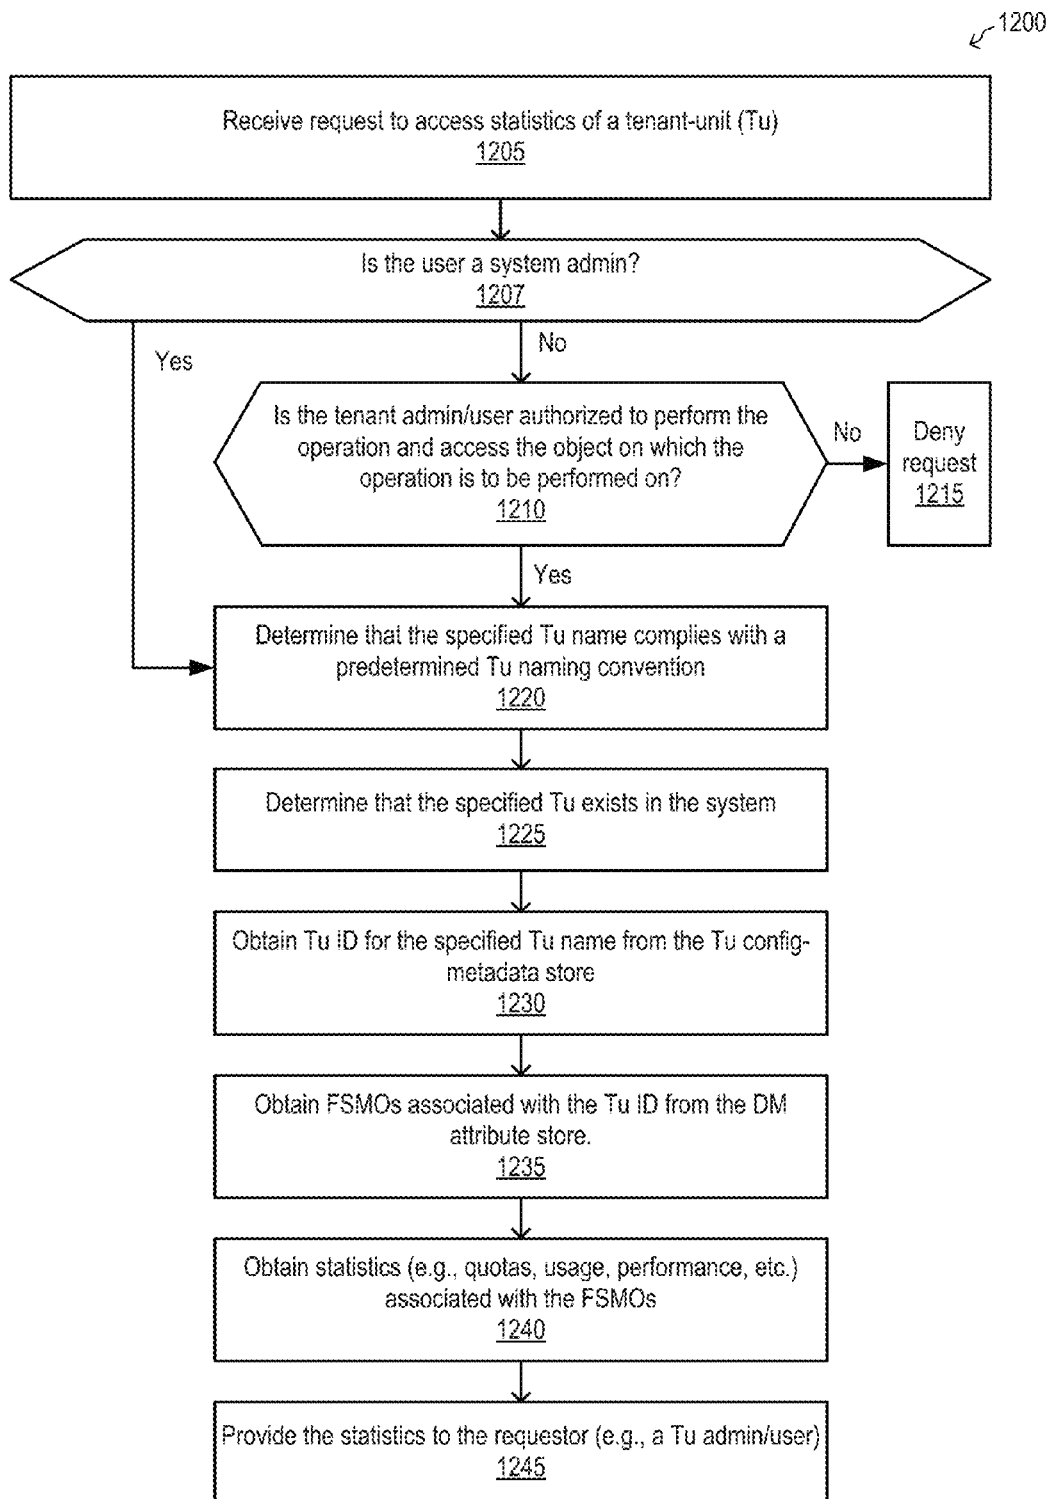 1200
Receive request to access statistics of a tenant-unit (Tu)
1205
Is the user a system admin?
1207
Yes
No
Is the tenant admin/user authorized to perform the
operation and access the object on which the
operation is to be performed on?
1210
No
Deny
request
1215
Yes
Determine that the specified Tu name complies with a
predetermined Tu naming convention
1220
Determine that the specified Tu exists in the system
1225
Obtain Tu ID for the specified Tu name from the Tu config-
metadata store
1230
Obtain FSMOs associated with the Tu ID from the DM
attribute store.
1235
Obtain statistics (e.g., quotas, usage, performance, etc.)
associated with the FSMOs
1240
Provide the statistics to the requestor (e.g., a Tu admin/user)
1245